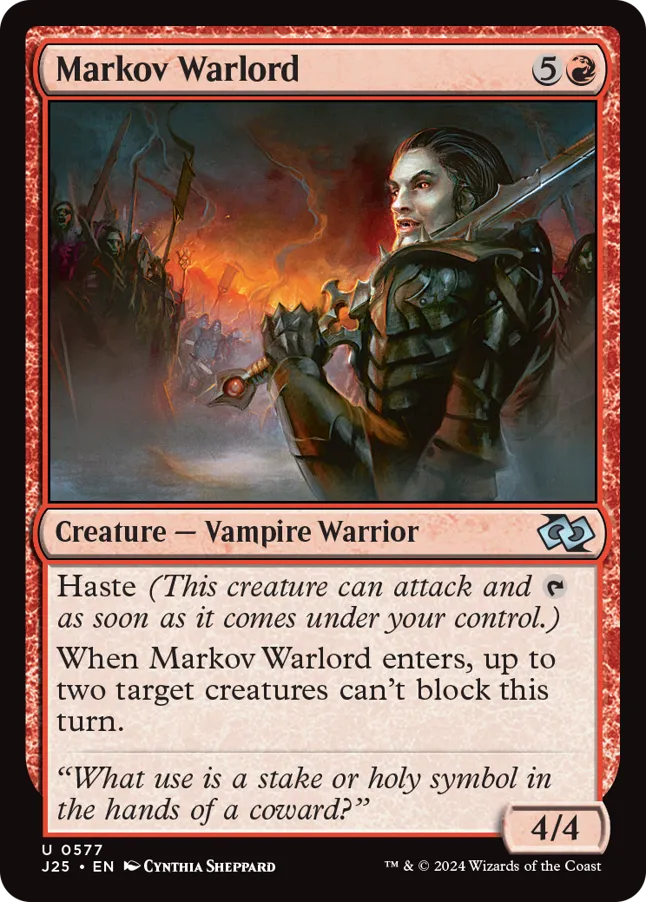 Markov Warlord 5
Creature — Vampire Warrior
Haste (This creature can attack and
as soon as it comes under your control.)
When Markov Warlord enters, up to
two target creatures can't block this
turn.
“What use is a stake or holy symbol in
the hands of a coward?”
4/4
U 0577
J25 • EN Cynthia Sheppard
™ & © 2024 Wizards of the Coast